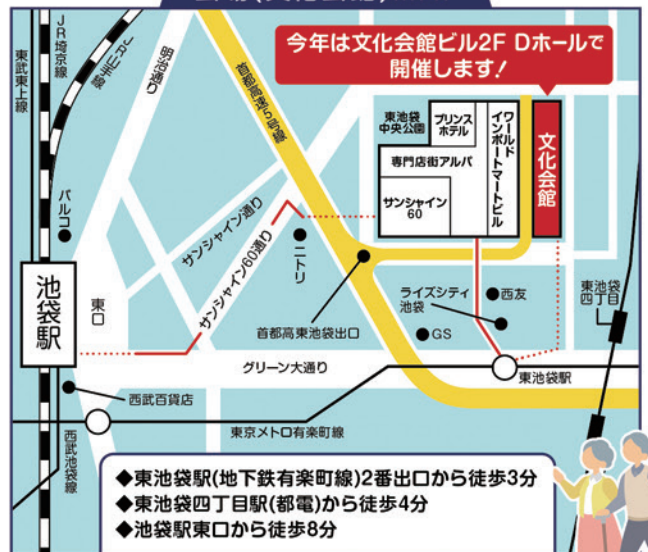 今年は文化会館ビル2F Dホールで
開催します!
JR埼京線
JR山手線
東武東上線
明治通り
首都高速5号線
東池袋
中央公園
プリンス
ホテル
ワールド
インポートマートビル
文化会館
専門店街アルパ
サンシャイン
60
パルコ
サンシャイン通り
サンシャイン60通り
ニトリ
池袋駅
東口
首都高東池袋出口
ライズシティ
池袋
西友
GS
東池袋
四丁目
グリーン大通り
東池袋駅
西武百貨店
西武池袋線
東京メトロ有楽町線
◆東池袋駅(地下鉄有楽町線)2番出口から徒歩3分
◆東池袋四丁目駅(都電)から徒歩4分
◆池袋駅東口から徒歩8分